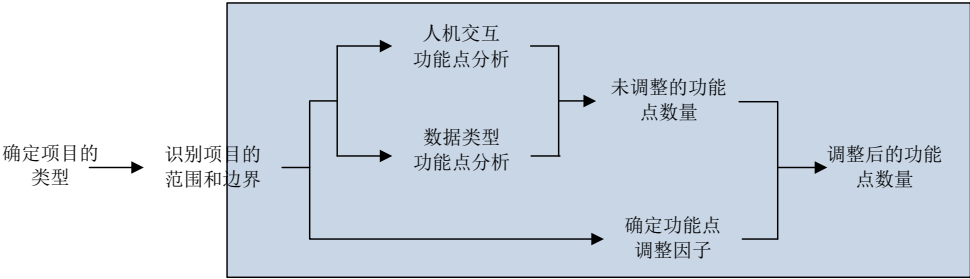 确定项目的
类型
识别项目的
范围和边界
人机交互
功能点分析
数据类型
功能点分析
未调整的功能
点数量
确定功能点
调整因子
调整后的功能
点数量